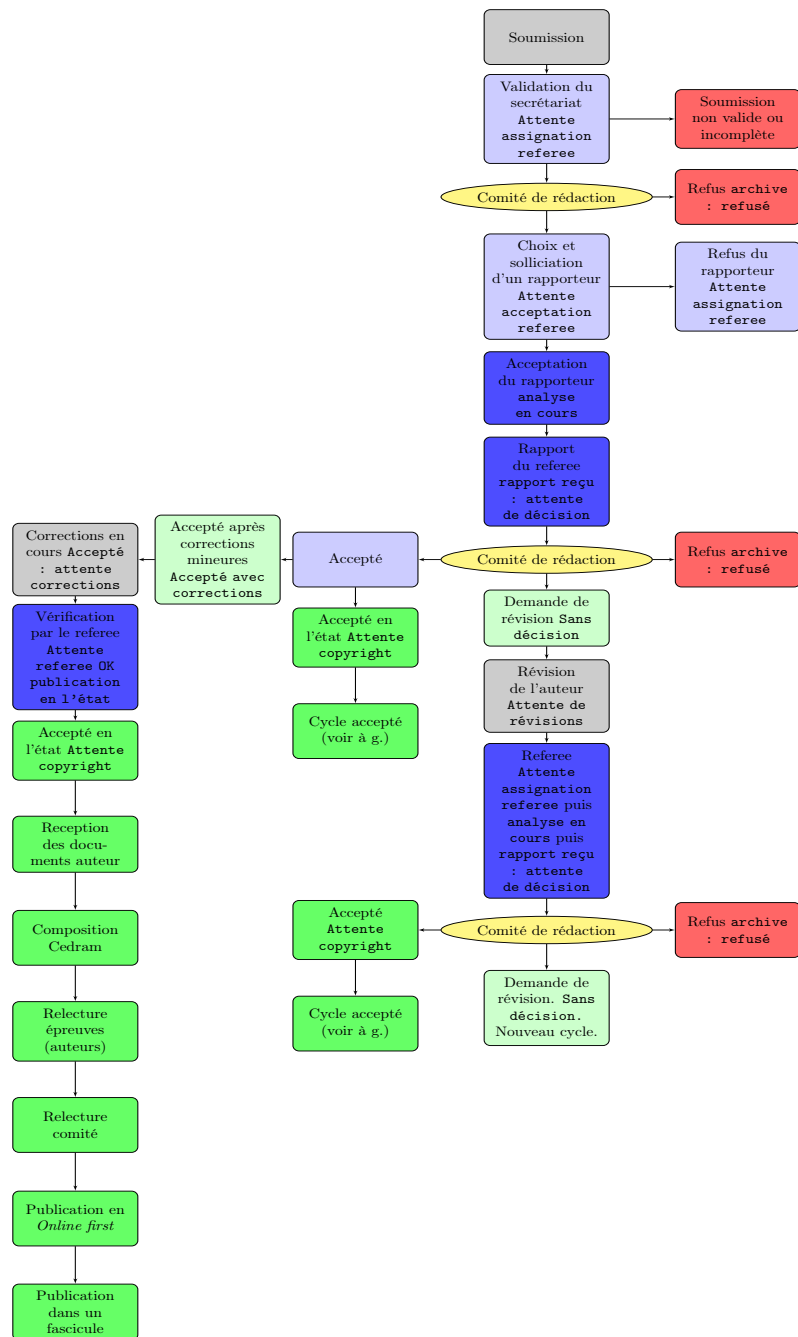 Soumission
Validation du
secrétariat
Attente
assignation
referee
Soumission
non valide ou
incomplète
Comité de rédaction
Refus archive
: refusé
Choix et
solliciation
d'un rapporteur
Attente
acceptation
referee
Refus du
rapporteur
Attente
assignation
referee
Acceptation
du rapporteur
analyse
en cours
Rapport
du referee
rapport reçu
: attente
de décision
Corrections en
cours Accepté
: attente
corrections
Accepté après
corrections
mineures
Accepté avec
corrections
Accepté
Comité de rédaction
Refus archive
: refusé
Vérification
par le referee
Attente
referee OK
publication
en l'état
Accepté en
l'état Attente
copyright
Demande de
révision Sans
décision
Révision
de l'auteur
Attente de
révisions
Accepté en
l'état Attente
copyright
Cycle accepté
(voir à g.)
Referee
Attente
assignation
referee puis
analyse en
cours puis
rapport reçu
: attente
de décision
Reception
des docu-
ments auteur
Composition
Cedram
Accepté
Attente
copyright
Comité de rédaction
Refus archive
: refusé
Relecture
épreuves
(auteurs)
Cycle accepté
(voir à g.)
Demande de
révision. Sans
décision.
Nouveau cycle.
Relecture
comité
Publication en
Online first
Publication
dans un
fascicule